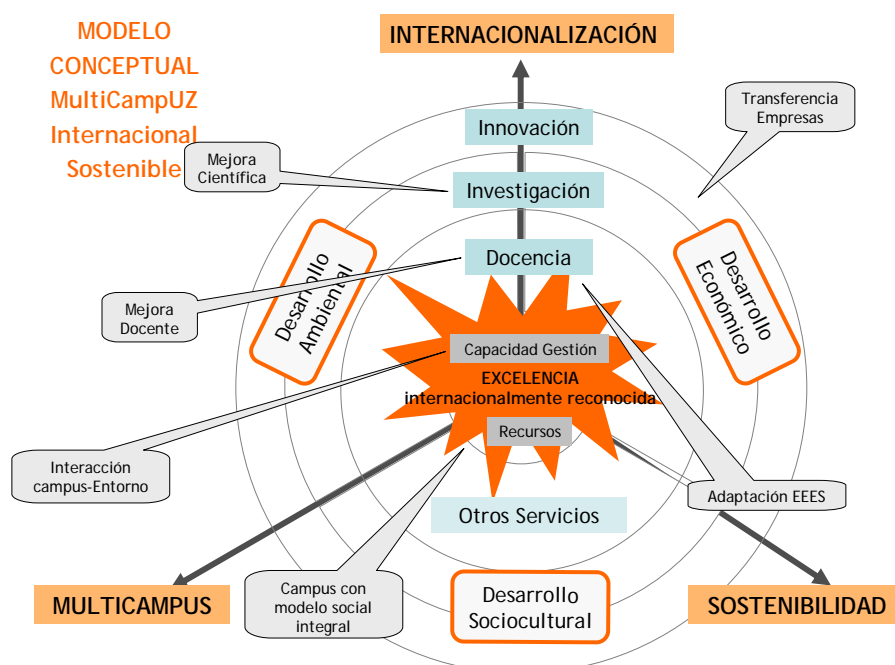 MODELO
CONCEPTUAL
MultiCampUZ
Internacional
Sostenible
INTERNACIONALIZACIÓN
Transferencia
Empresas
Innovación
Mejora
Científica
Investigación
Docencia
Desarrollo
Ambiental
Desarrollo
Económico
Mejora
Docente
Capacidad Gestión
EXCELENCIA
internacionalmente reconocida
Recursos
Interacción
campus-Entorno
Adaptación EEES
Otros Servicios
Campus con
modelo social
integral
Desarrollo
Sociocultural
MULTICAMPUS
SOSTENIBILIDAD